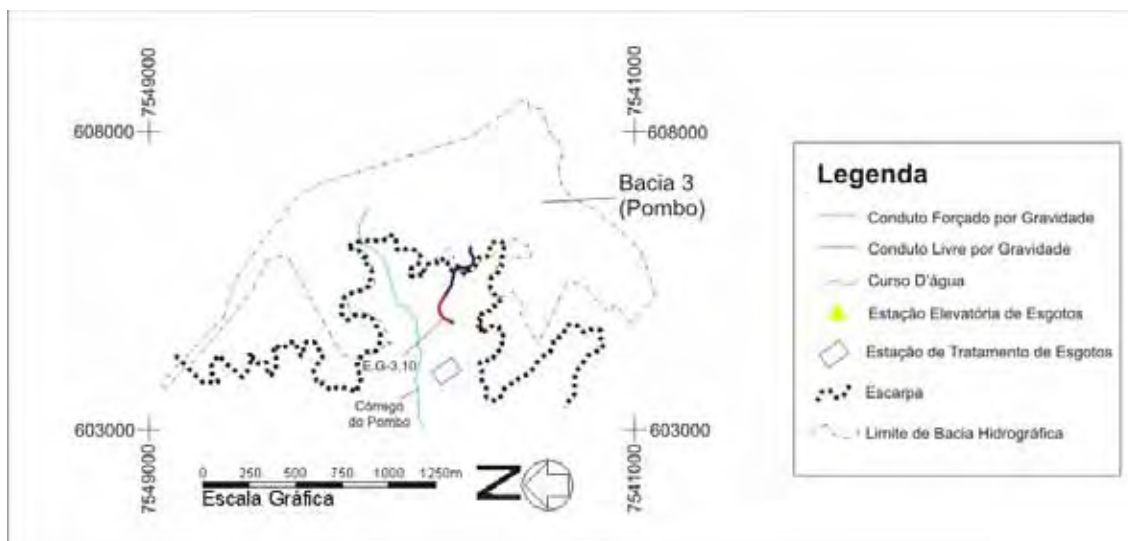 7549000
7541000
608000
608000
Bacia 3
(Pombo)
E.G-3.10
Córrego
do Pombo
603000
603000
7549000
7541000
0 250 500 750 1000 1250m
Escala Gráfica
N
Legenda
Conduto Forçado por Gravidade
Conduto Livre por Gravidade
Curso D'água
Estação Elevatória de Esgotos
Estação de Tratamento de Esgotos
Escarpa
Limite de Bacia Hidrográfica